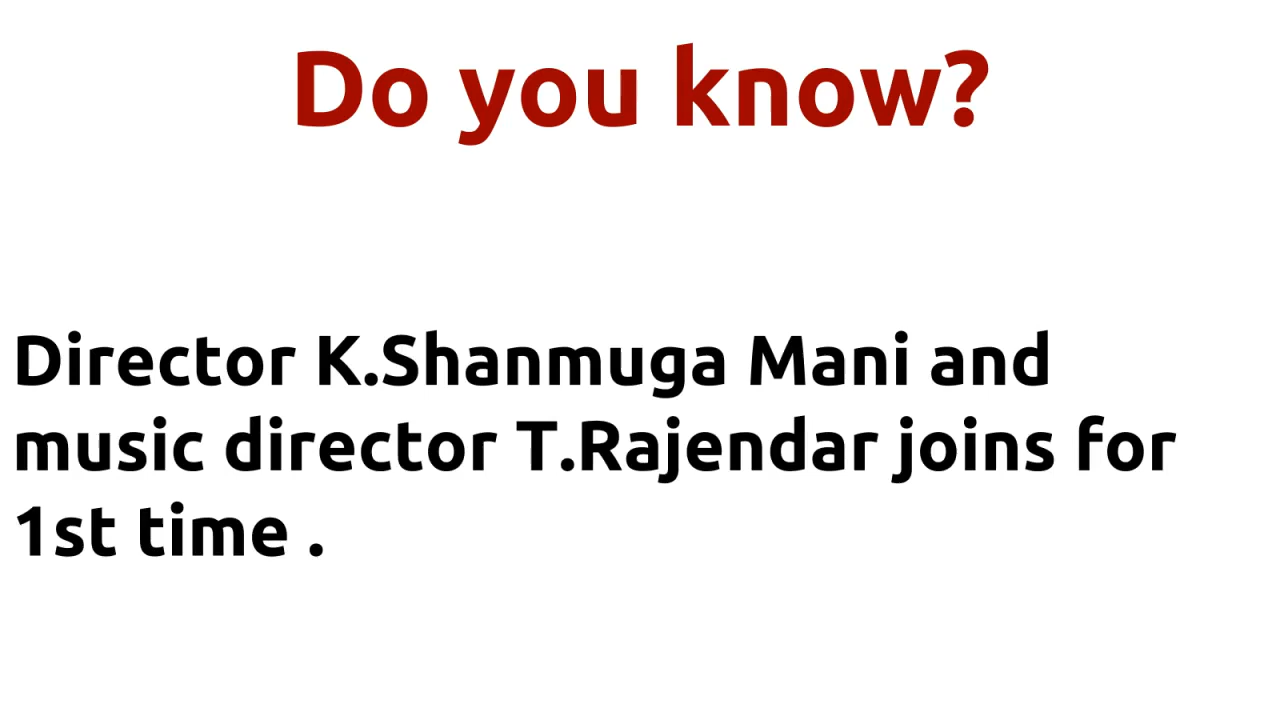 Do you know?
Director K.Shanmuga Mani and
music director T.Rajendar joins for
1st time .